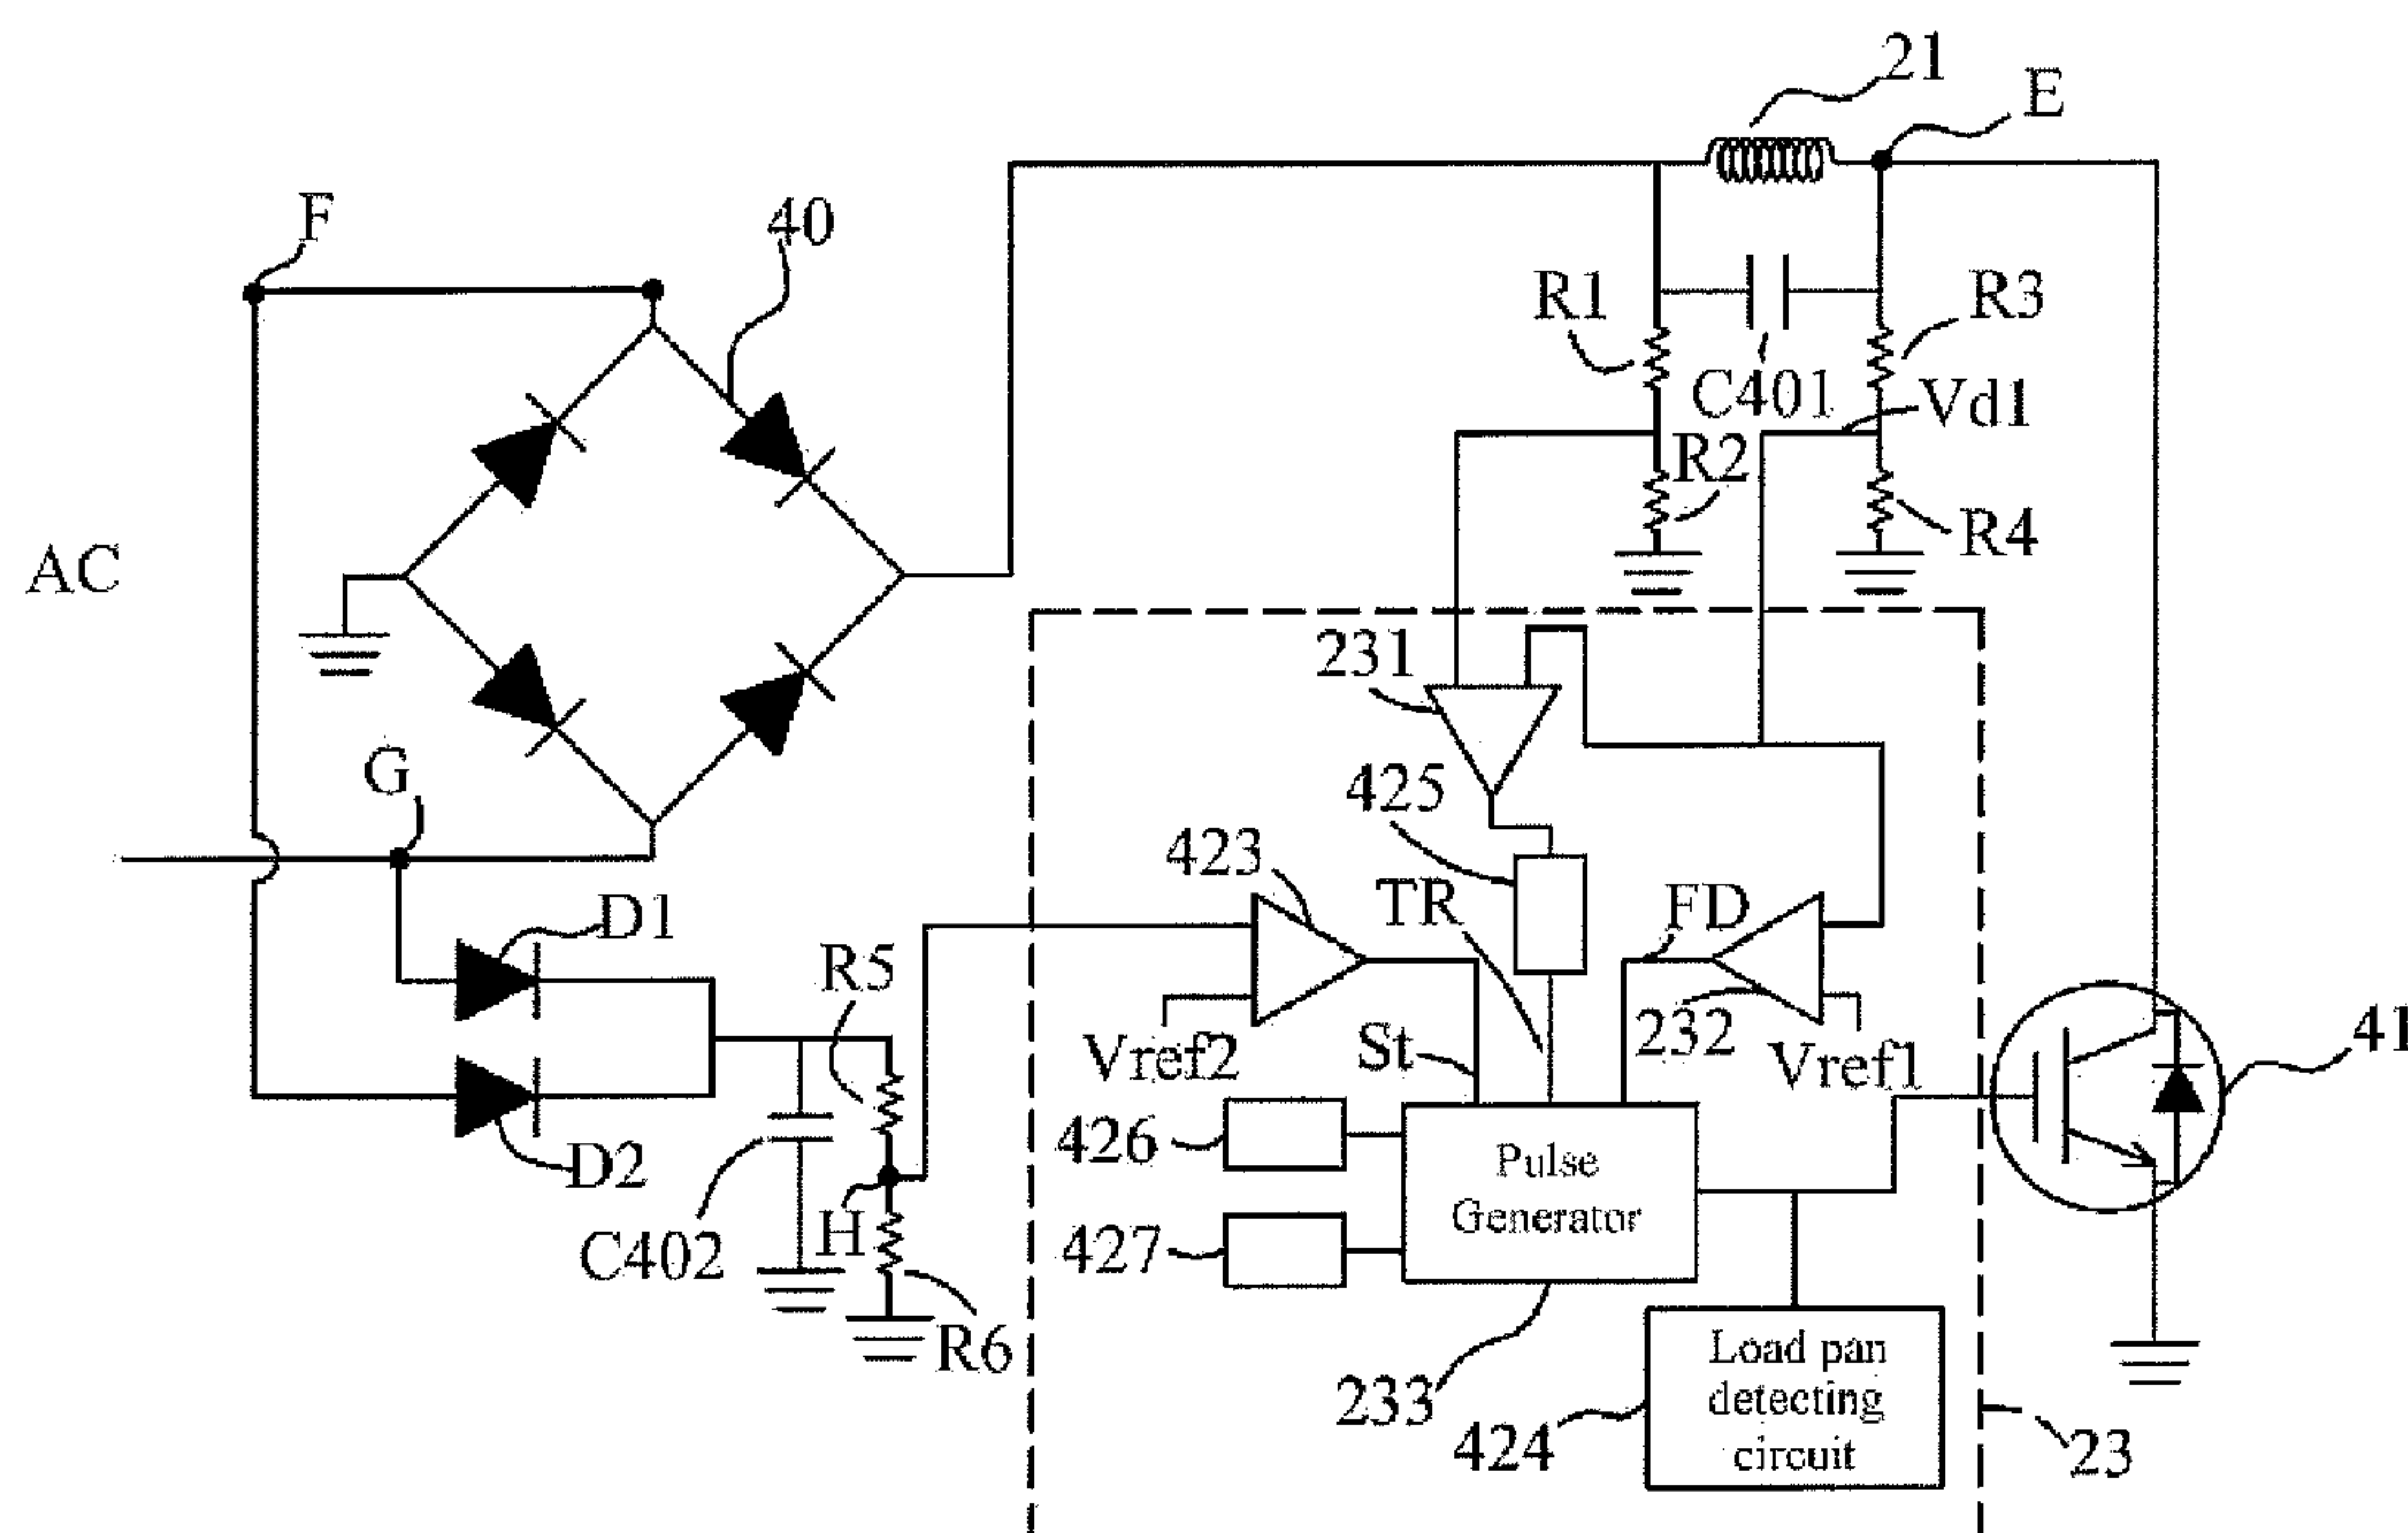 21
E
F
40
R1
R3
C401
Vd1
R2
R4
AC
231
G
425
423
TR
FD
D1
R5
Vref2
St
232
Vref1
41
426
Pulse
Generator
D2
H
C402
427
R6
233
Load pan
detecting
circuit
424
23